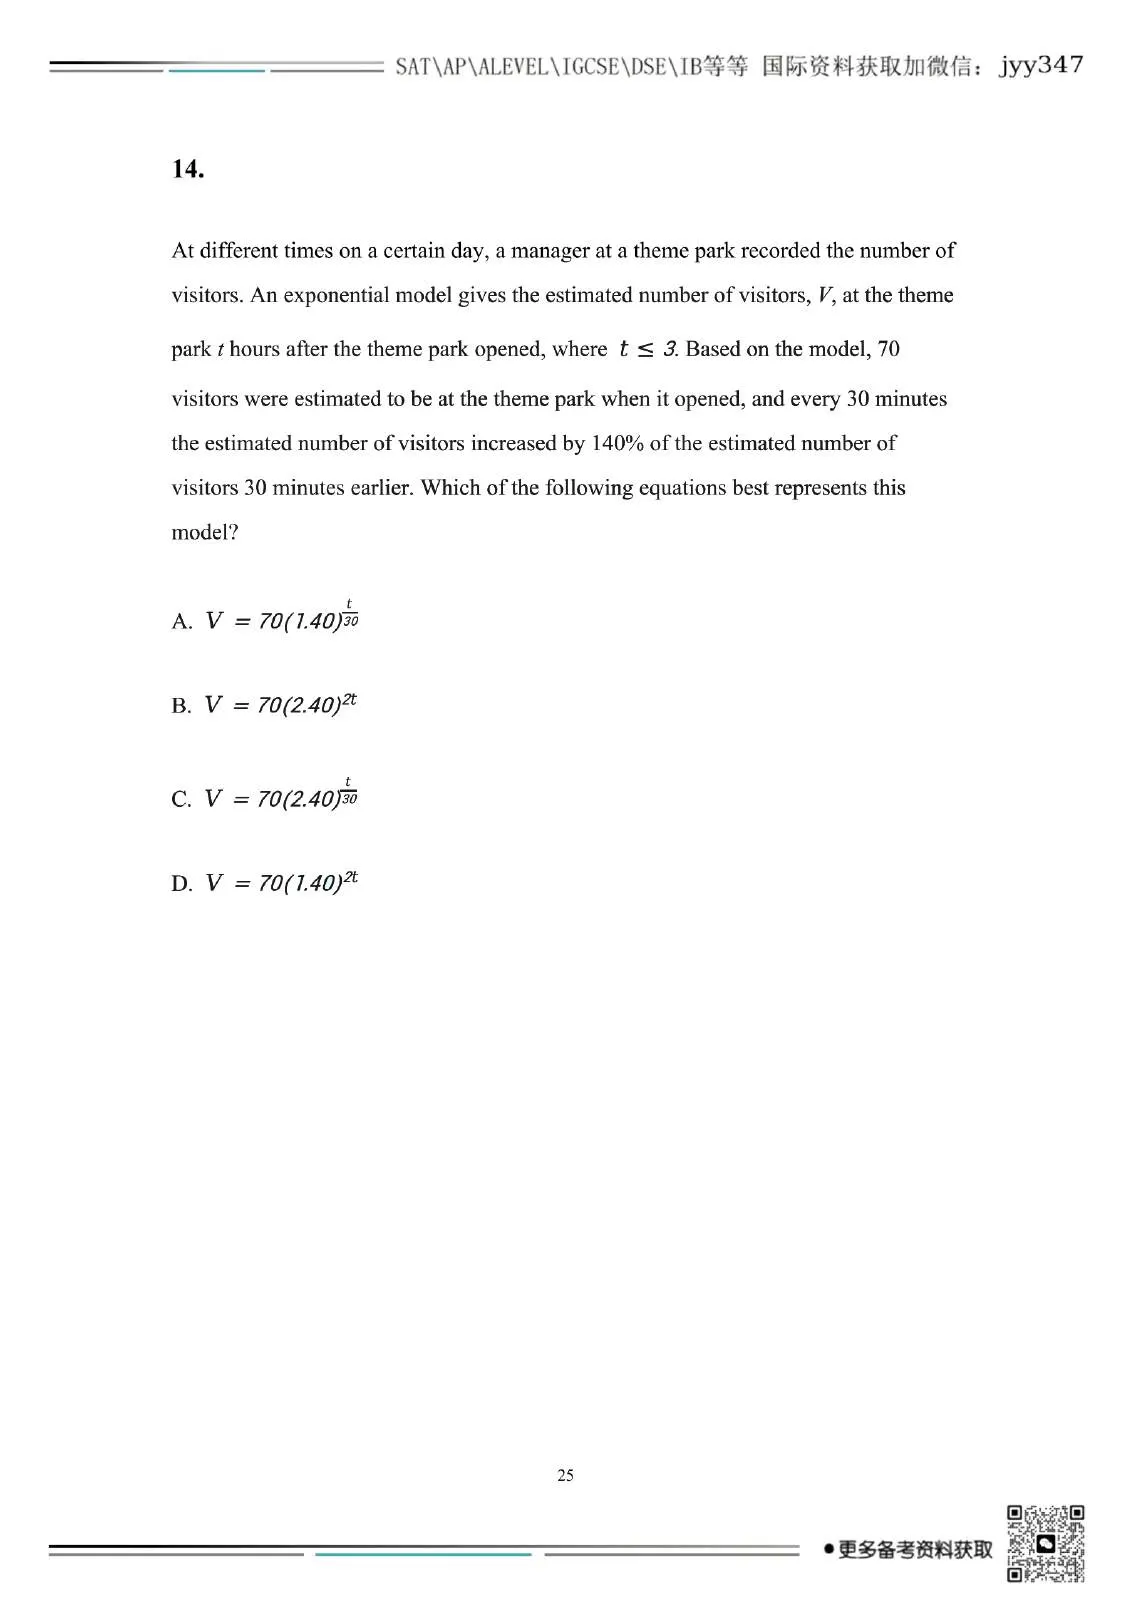 SAT\AP\ALEVEL\IGCSE\DSE\IB等等 国际资料获取加微信：jyy347
14.
At different times on a certain day, a manager at a theme park recorded the number of
visitors. An exponential model gives the estimated number of visitors, V, at the theme
park t hours after the theme park opened, where t ≤ 3. Based on the model, 70
visitors were estimated to be at the theme park when it opened, and every 30 minutes
the estimated number of visitors increased by 140% of the estimated number of
visitors 30 minutes earlier. Which of the following equations best represents this
model?
A. V = 70(1.40)^(t/30)
B. V = 70(2.40)^(2t)
C. V = 70(2.40)^(t/30)
D. V = 70(1.40)^(2t)
25
●更多备考资料获取